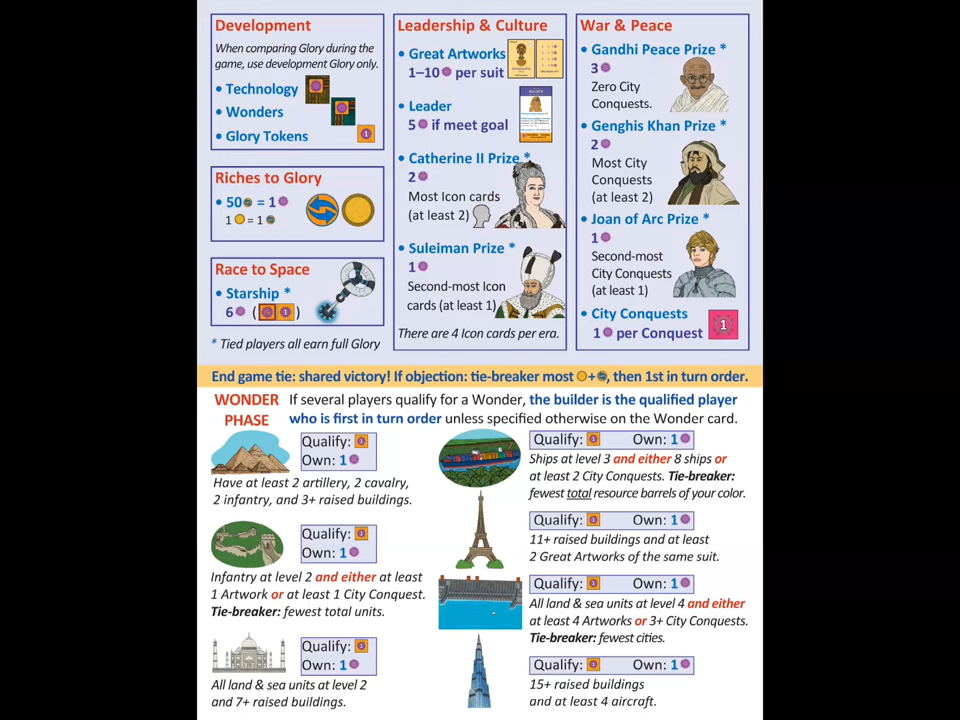 Development
When comparing Glory during the
game, use development Glory only.
• Technology
• Wonders
• Glory Tokens
1
Riches to Glory
• 50 = 1
1 = 1
Race to Space
• Starship *
6 ( 5 1 )
* Tied players all earn full Glory
Leadership & Culture
• Great Artworks
1–10 per suit
• Leader
5 if meet goal
• Catherine II Prize *
2
Most Icon cards
(at least 2)
• Suleiman Prize *
1
Second-most Icon
cards (at least 1)
There are 4 Icon cards per era.
War & Peace
• Gandhi Peace Prize *
3
Zero City
Conquests.
• Genghis Khan Prize *
2
Most City
Conquests
(at least 2)
• Joan of Arc Prize *
1
Second-most
City Conquests
(at least 1)
• City Conquests
1 per Conquest
1
End game tie: shared victory! If objection: tie-breaker most + , then 1st in turn order.
WONDER
PHASE
If several players qualify for a Wonder, the builder is the qualified player
who is first in turn order unless specified otherwise on the Wonder card.
Qualify: 1
Own: 1
Have at least 2 artillery, 2 cavalry,
2 infantry, and 3+ raised buildings.
Qualify: 1
Own: 1
Infantry at level 2 and either at least
1 Artwork or at least 1 City Conquest.
Tie-breaker: fewest total units.
Qualify: 1
Own: 1
All land & sea units at level 2
and 7+ raised buildings.
Qualify: 1 Own: 1
Ships at level 3 and either 8 ships or
at least 2 City Conquests. Tie-breaker:
fewest total resource barrels of your color.
Qualify: 1 Own: 1
11+ raised buildings and at least
2 Great Artworks of the same suit.
Qualify: 1 Own: 1
All land & sea units at level 4 and either
at least 4 Artworks or 3+ City Conquests.
Tie-breaker: fewest cities.
Qualify: 1 Own: 1
15+ raised buildings
and at least 4 aircraft.